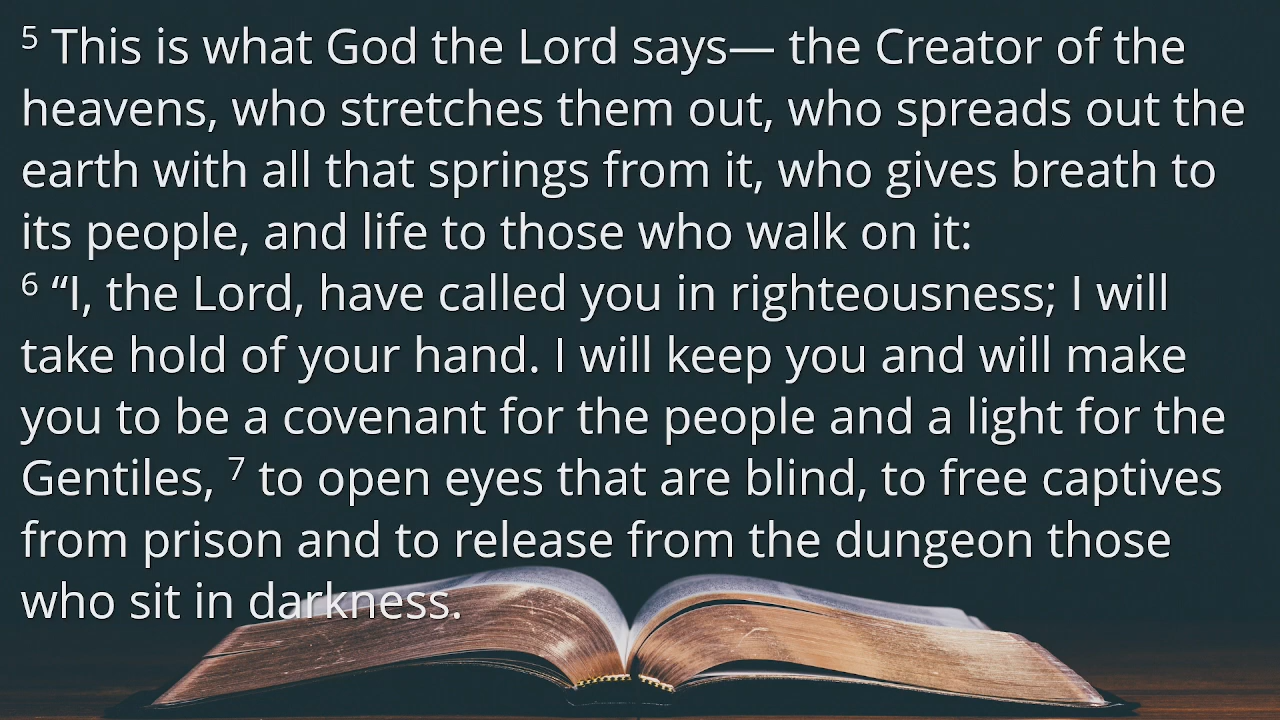 ⁵ This is what God the Lord says— the Creator of the
heavens, who stretches them out, who spreads out the
earth with all that springs from it, who gives breath to
its people, and life to those who walk on it:
⁶ “I, the Lord, have called you in righteousness; I will
take hold of your hand. I will keep you and will make
you to be a covenant for the people and a light for the
Gentiles, ⁷ to open eyes that are blind, to free captives
from prison and to release from the dungeon those
who sit in darkness.